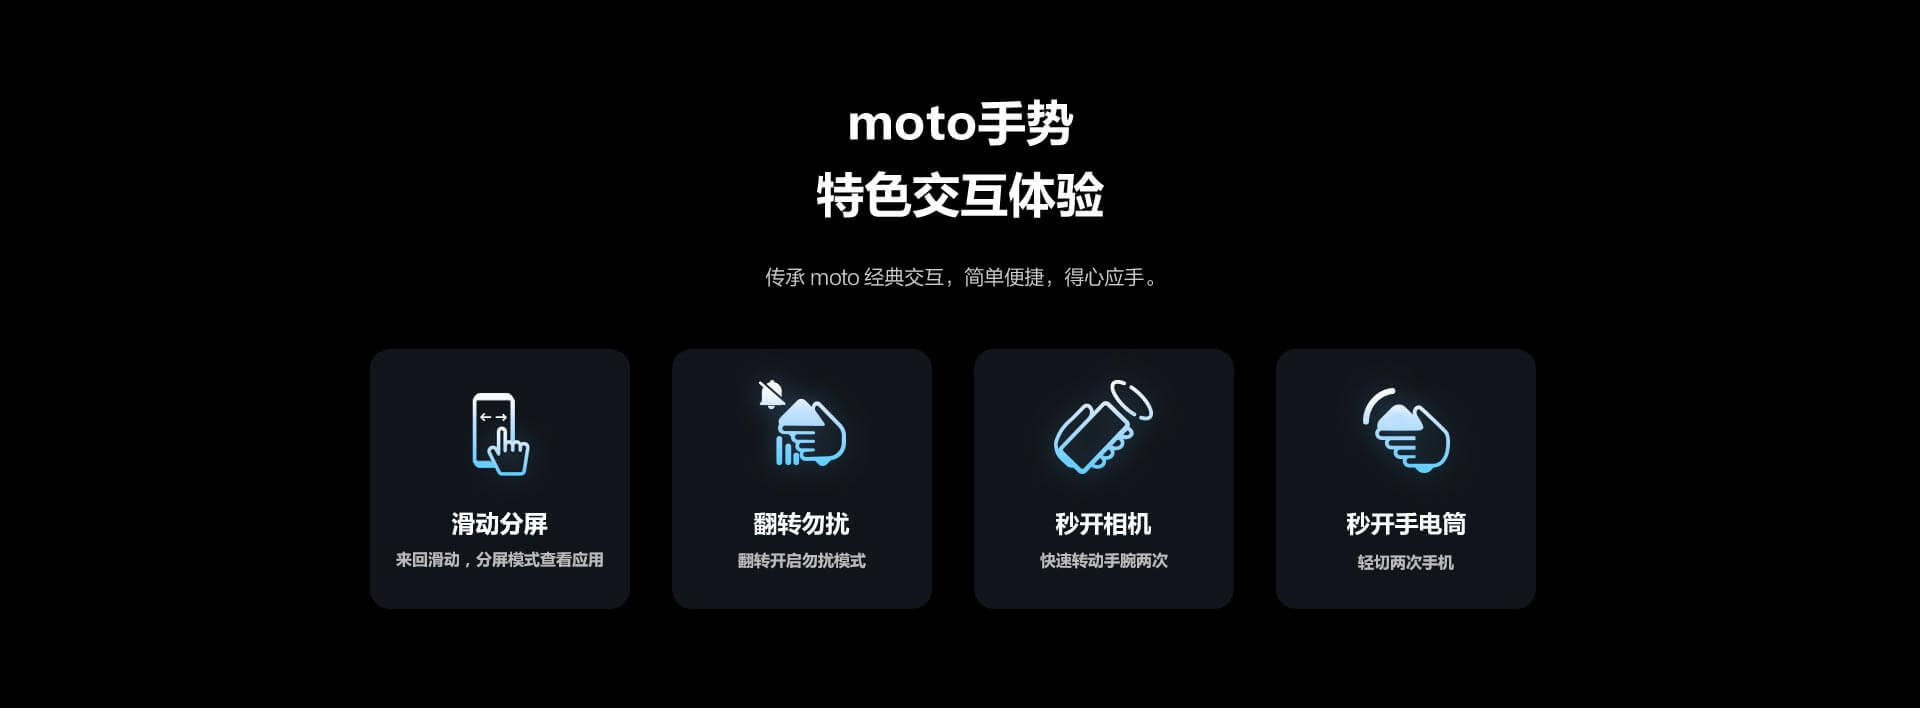 moto手势
特色交互体验
传承 moto 经典交互，简单便捷，得心应手。
滑动分屏
来回滑动，分屏模式查看应用
翻转勿扰
翻转开启勿扰模式
秒开相机
快速转动手腕两次
秒开手电筒
轻切两次手机